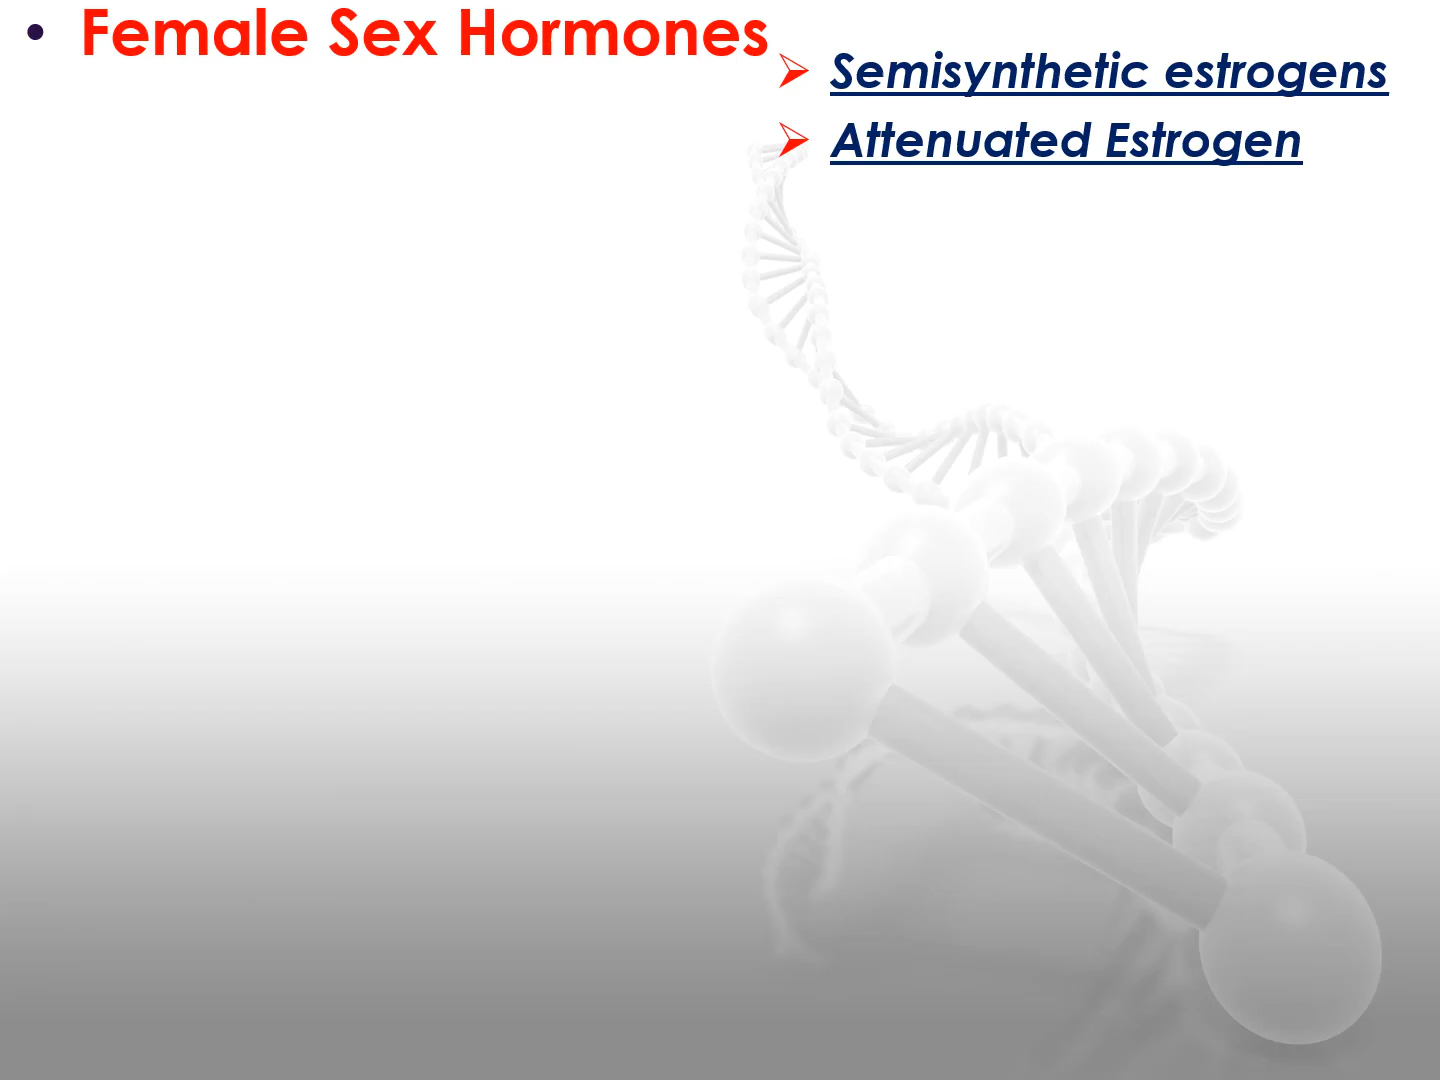 • Female Sex Hormones
➢ Semisynthetic estrogens
➢ Attenuated Estrogen